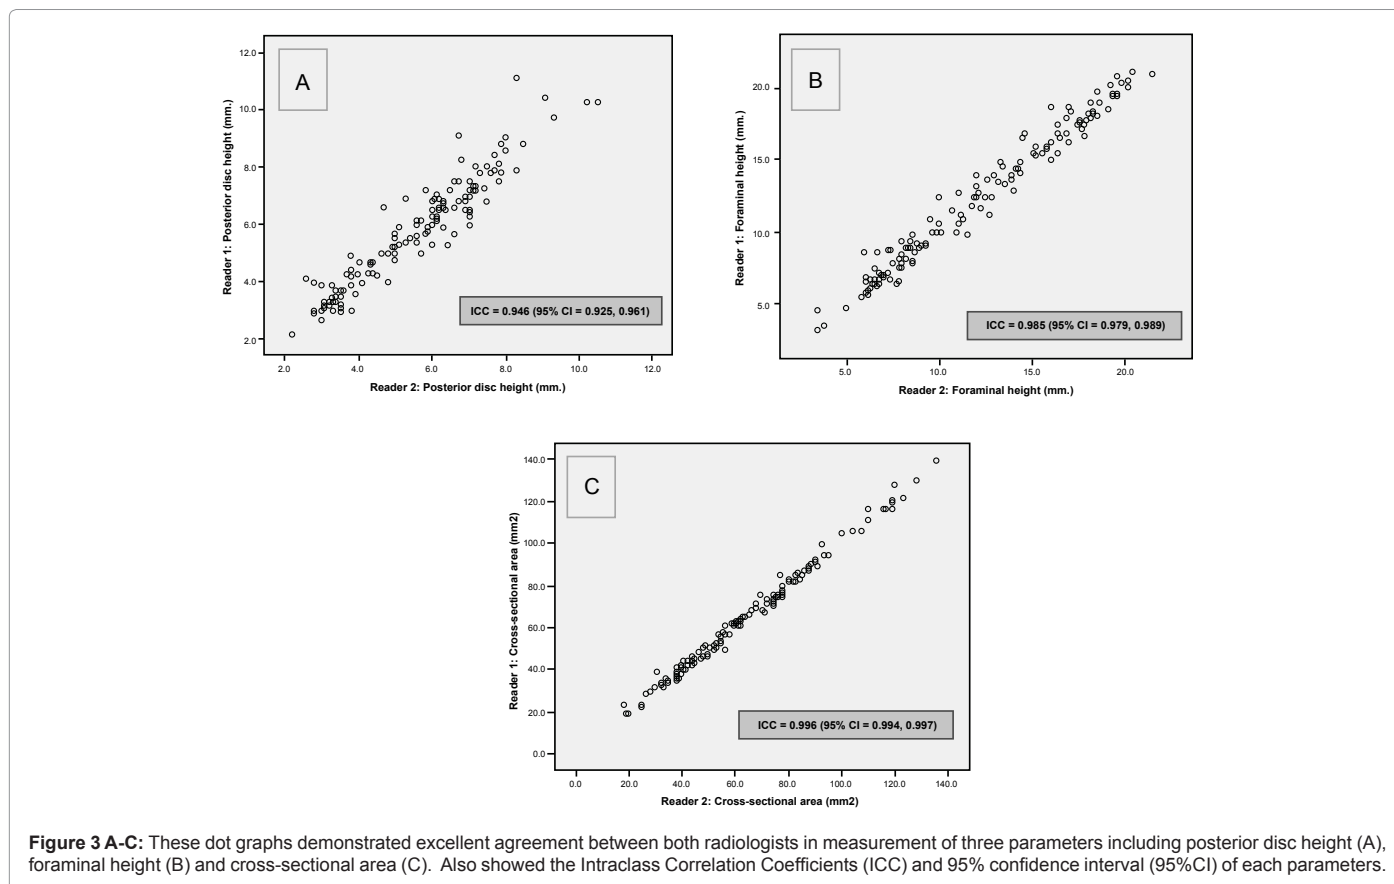 A
12.0
10.0
8.0
6.0
4.0
2.0
Reader 1: Posterior disc height (mm.)
ICC = 0.946 (95% CI = 0.925, 0.961)
2.0 4.0 6.0 8.0 10.0 12.0
Reader 2: Posterior disc height (mm.)
B
20.0
15.0
10.0
5.0
Reader 1: Foraminal height (mm.)
ICC = 0.985 (95% CI = 0.979, 0.989)
5.0 10.0 15.0 20.0
Reader 2: Foraminal height (mm.)
C
140.0
120.0
100.0
80.0
60.0
40.0
20.0
0.0
Reader 1: Cross-sectional area (mm2)
ICC = 0.996 (95% CI = 0.994, 0.997)
0.0 20.0 40.0 60.0 80.0 100.0 120.0 140.0
Reader 2: Cross-sectional area (mm2)
Figure 3 A-C: These dot graphs demonstrated excellent agreement between both radiologists in measurement of three parameters including posterior disc height (A),
foraminal height (B) and cross-sectional area (C). Also showed the Intraclass Correlation Coefficients (ICC) and 95% confidence interval (95%CI) of each parameters.